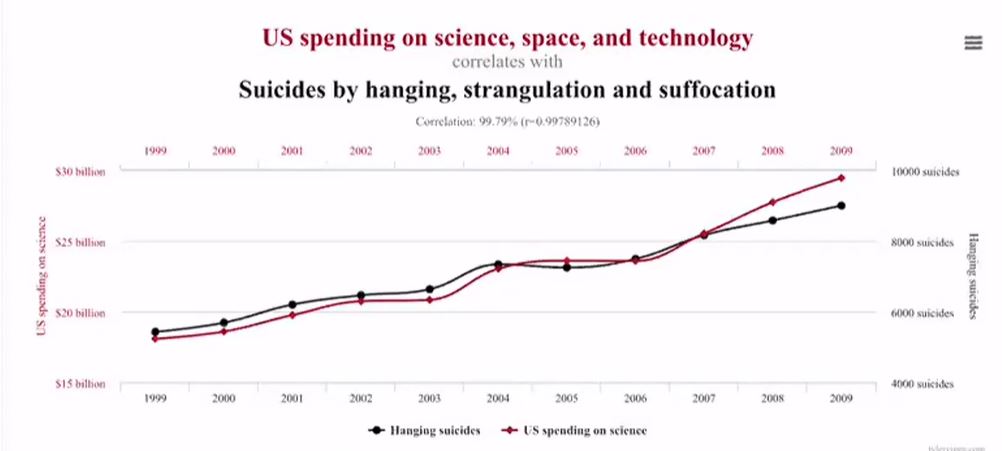 US spending on science, space, and technology
correlates with
Suicides by hanging, strangulation and suffocation
Correlation: 99.79% (r=0.99789126)
1999 2000 2001 2002 2003 2004 2005 2006 2007 2008 2009
$30 billion 10000 suicides
$25 billion 8000 suicides
$20 billion 6000 suicides
$15 billion 4000 suicides
US spending on science
Hanging suicides
1999 2000 2001 2002 2003 2004 2005 2006 2007 2008 2009
Hanging suicides US spending on science